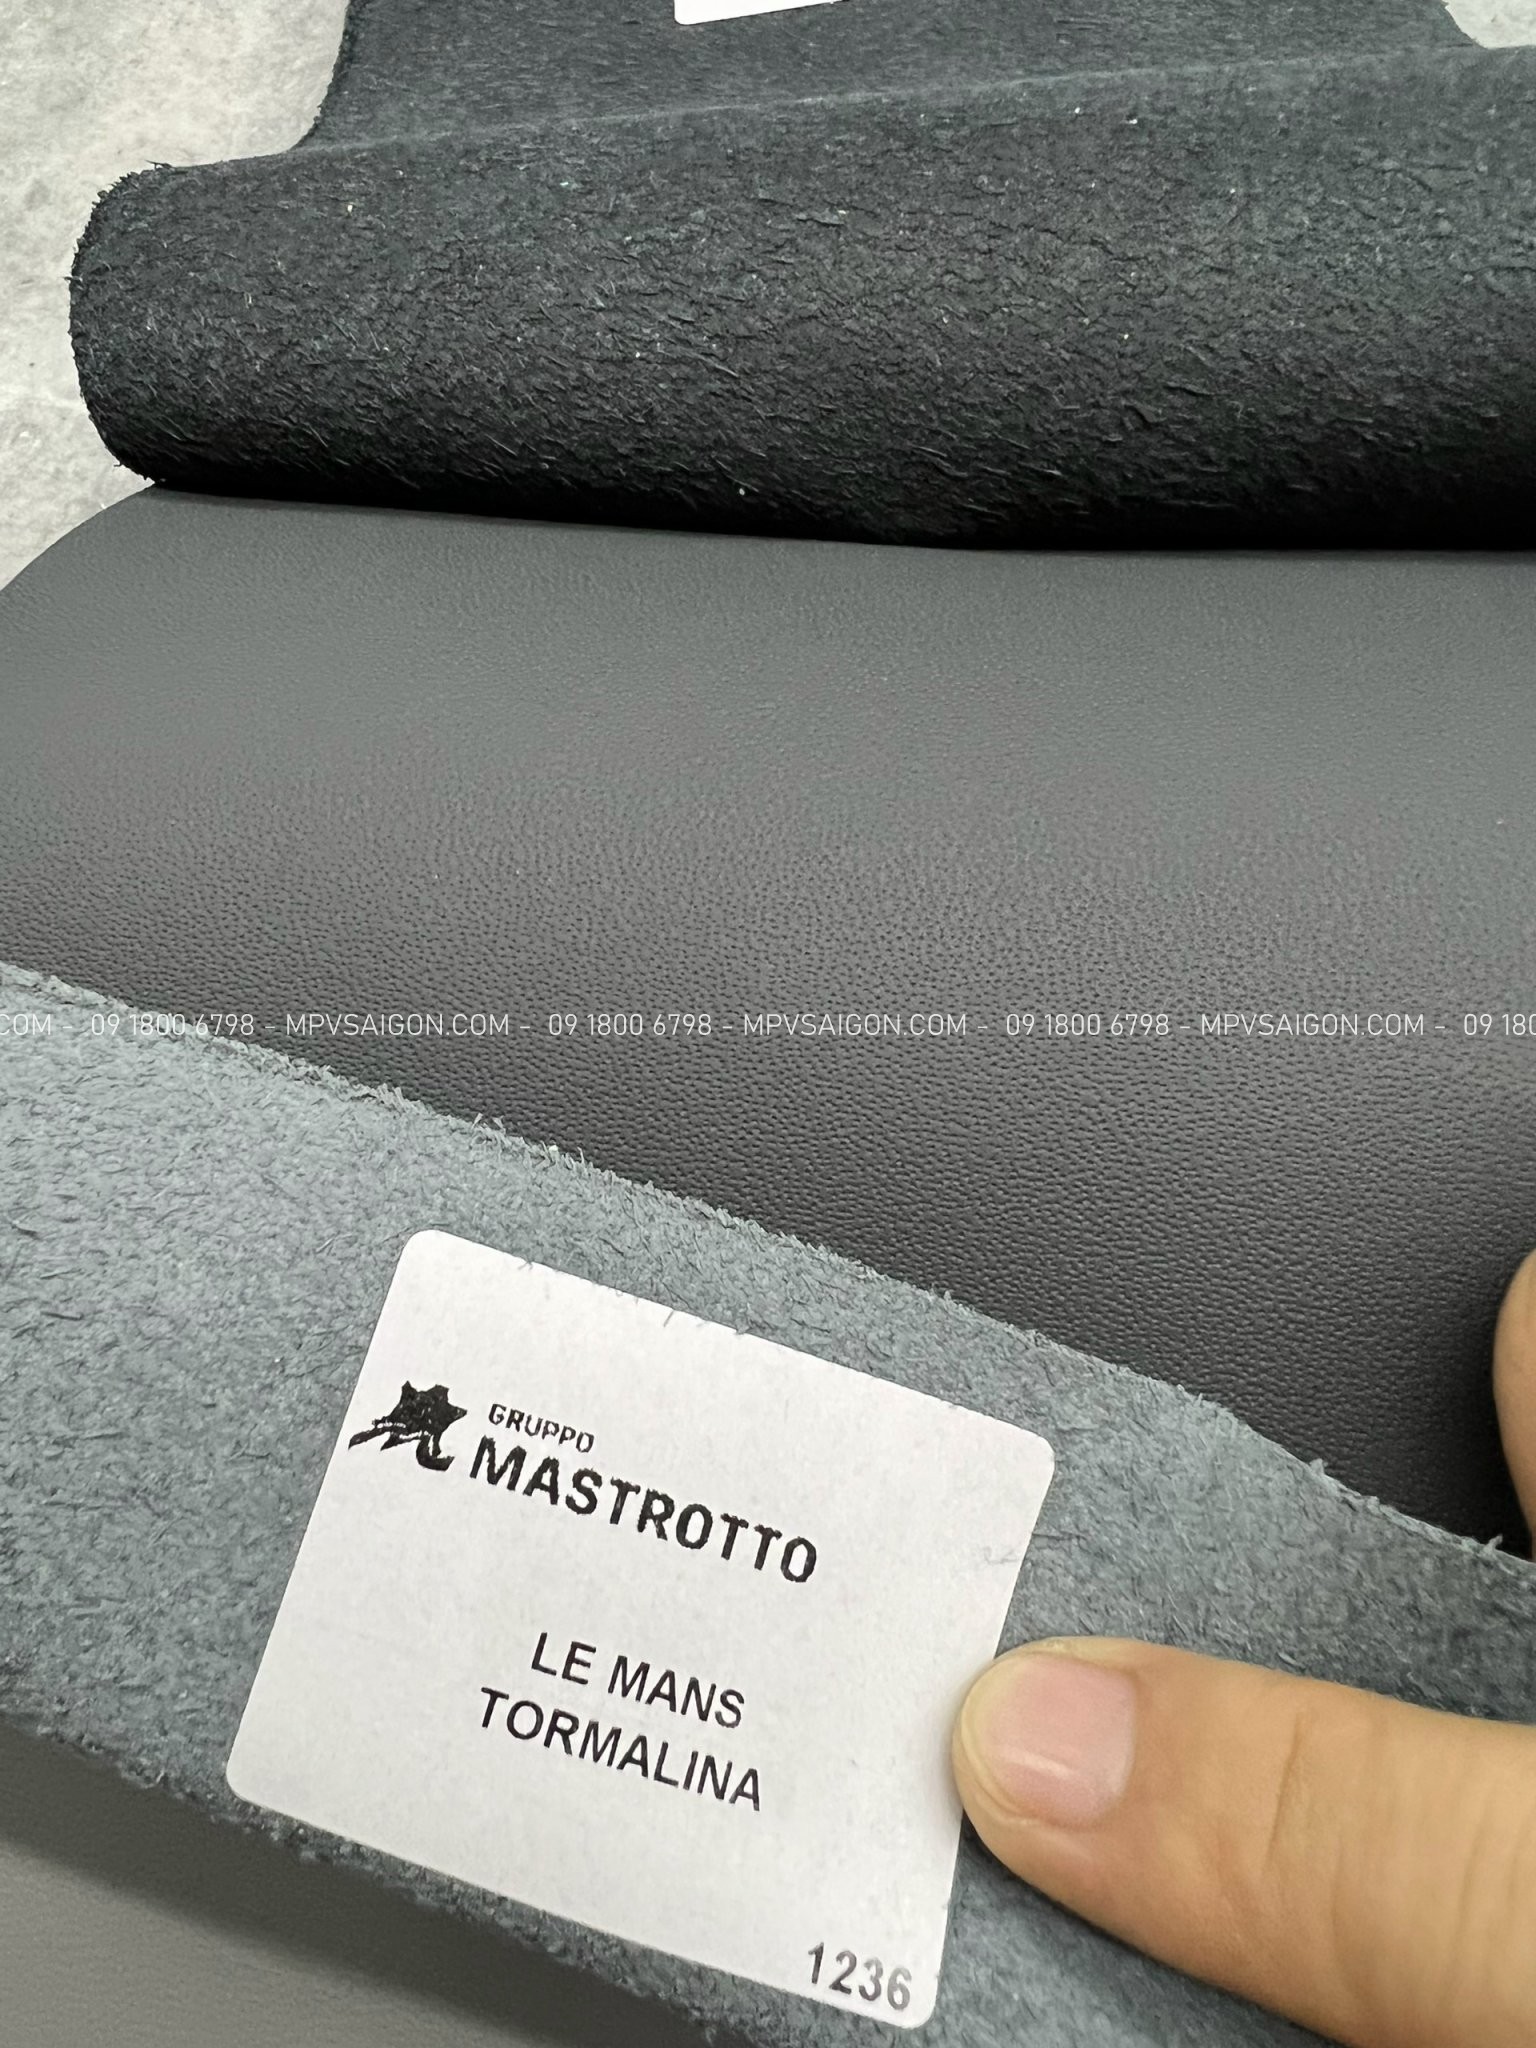 COM - 09 1800 6798 - MPVSAIGON.COM - 09 1800 6798 - MPVSAIGON.COM - 09 1800 6798 - MPVSAIGON.COM - 09 180
GRUPPO
MASTROTTO
LE MANS
TORMALINA
1236